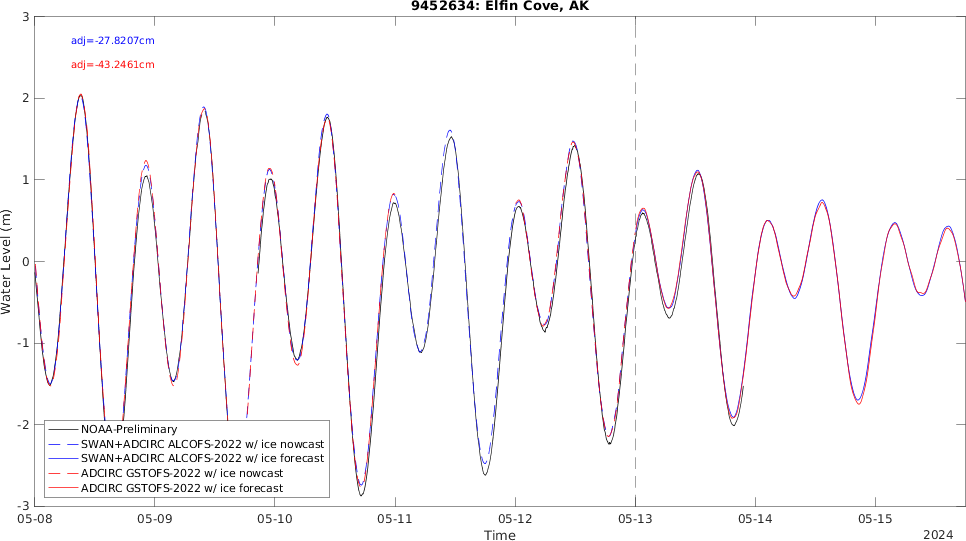 9452634: Elfin Cove, AK
adj=-27.8207cm
adj=-43.2461cm
3
2
1
0
-1
-2
-3
Water Level (m)
NOAA-Preliminary
SWAN+ADCIRC ALCOFS-2022 w/ ice nowcast
SWAN+ADCIRC ALCOFS-2022 w/ ice forecast
ADCIRC GSTOFS-2022 w/ ice nowcast
ADCIRC GSTOFS-2022 w/ ice forecast
05-08 05-09 05-10 05-11 05-12 05-13 05-14 05-15
Time
2024